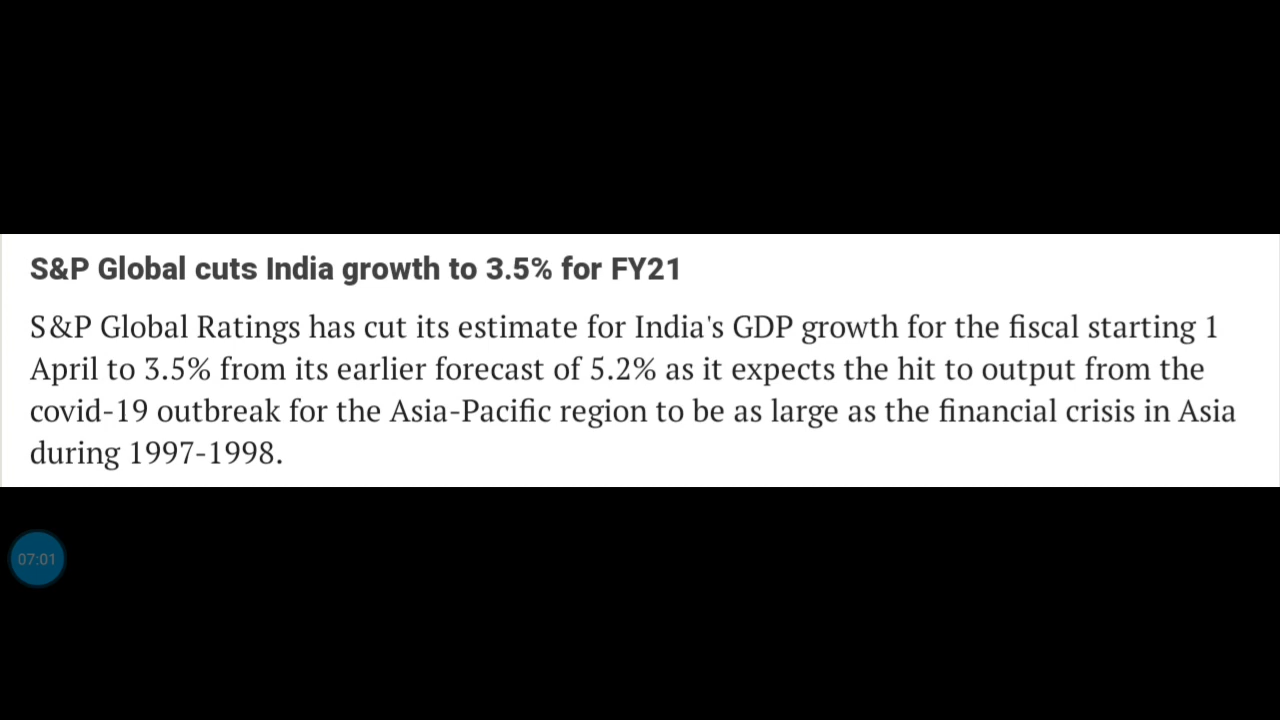 S&P Global cuts India growth to 3.5% for FY21
S&P Global Ratings has cut its estimate for India's GDP growth for the fiscal starting 1
April to 3.5% from its earlier forecast of 5.2% as it expects the hit to output from the
covid-19 outbreak for the Asia-Pacific region to be as large as the financial crisis in Asia
during 1997-1998.
07:01